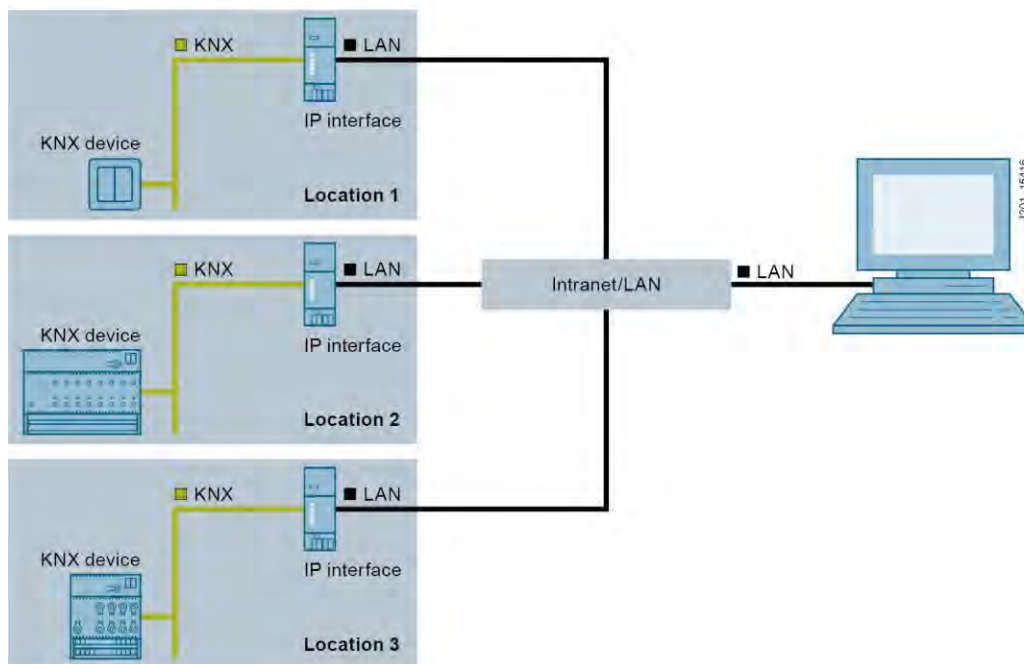 KNX
LAN
IP interface
KNX device
Location 1
KNX
LAN
IP interface
KNX device
Location 2
Intranet/LAN
LAN
KNX
LAN
IP interface
KNX device
Location 3